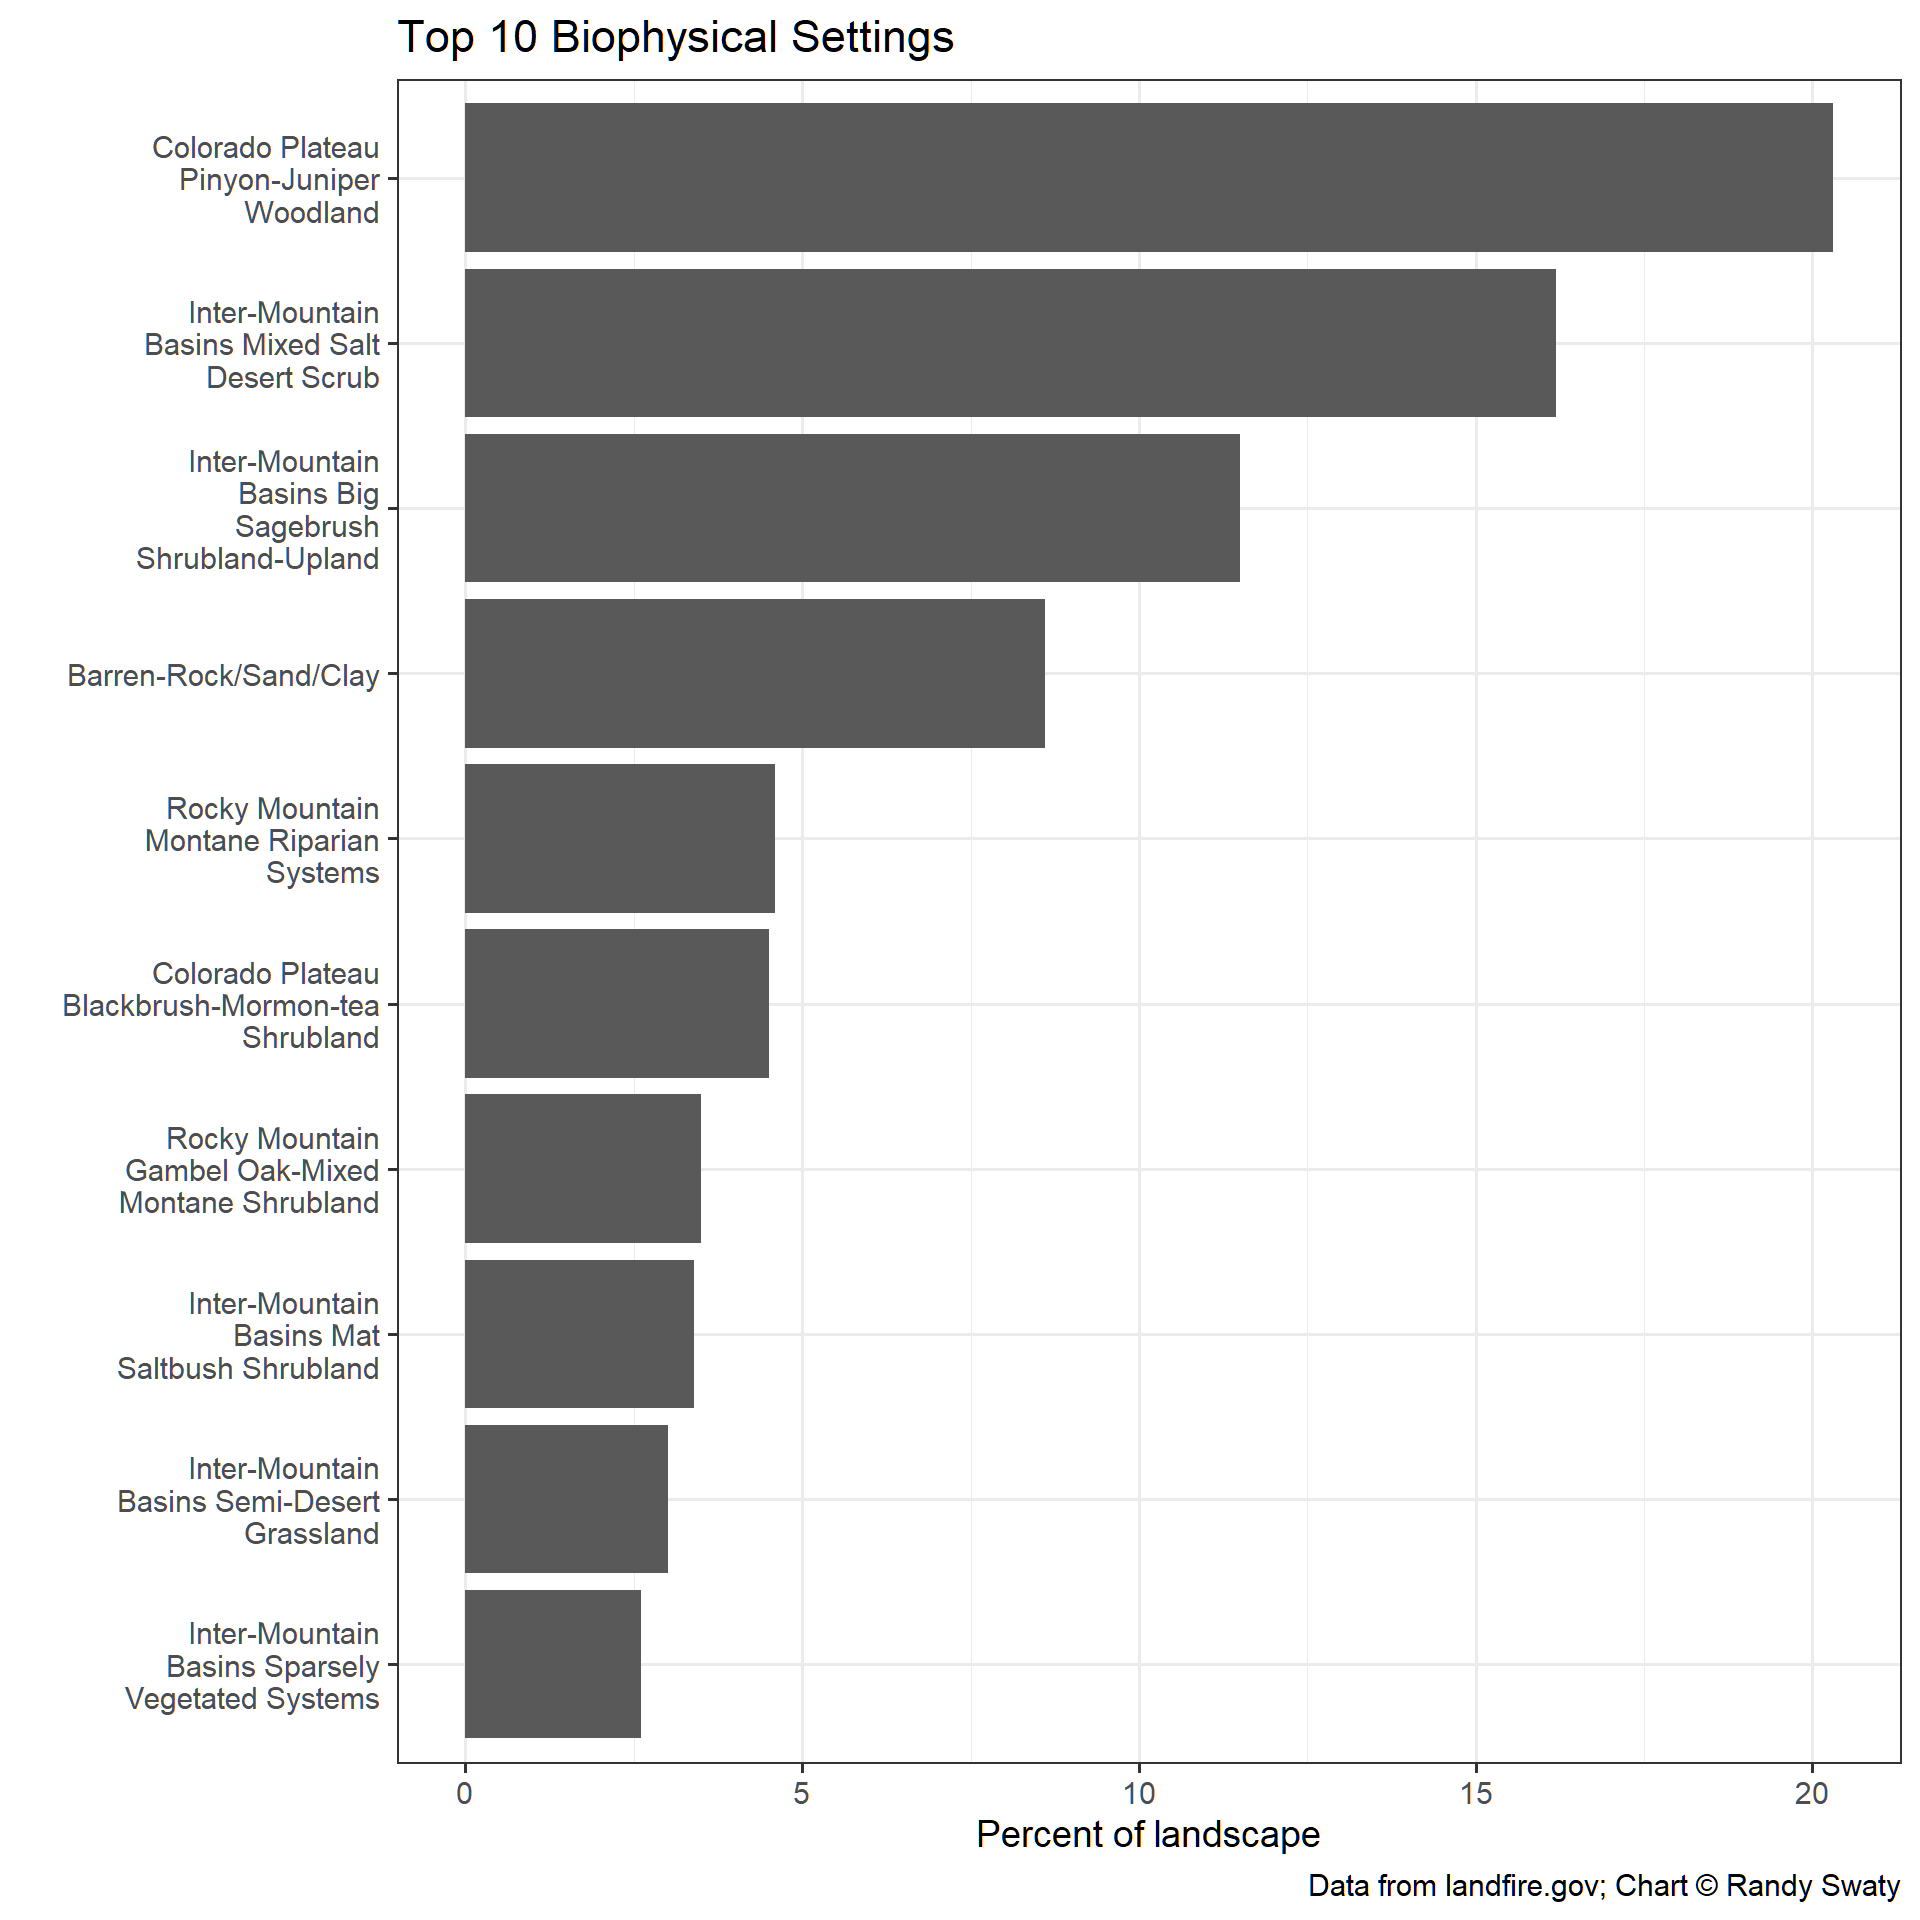 Top 10 Biophysical Settings
Colorado Plateau
Pinyon-Juniper
Woodland
Inter-Mountain
Basins Mixed Salt
Desert Scrub
Inter-Mountain
Basins Big
Sagebrush
Shrubland-Upland
Barren-Rock/Sand/Clay
Rocky Mountain
Montane Riparian
Systems
Colorado Plateau
Blackbrush-Mormon-tea
Shrubland
Rocky Mountain
Gambel Oak-Mixed
Montane Shrubland
Inter-Mountain
Basins Mat
Saltbush Shrubland
Inter-Mountain
Basins Semi-Desert
Grassland
Inter-Mountain
Basins Sparsely
Vegetated Systems
0 5 10 15 20
Percent of landscape
Data from landfire.gov; Chart © Randy Swaty